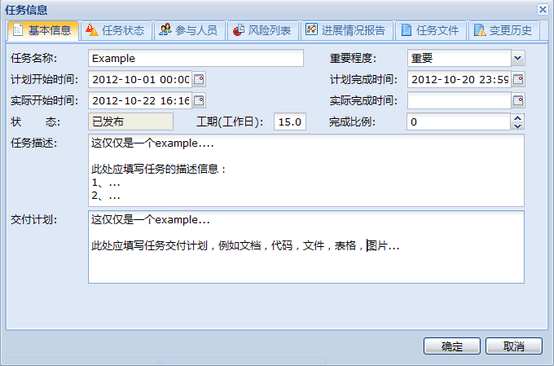 任务信息
基本信息 任务状态 参与人员 风险列表 进展情况报告 任务文件 变更历史
任务名称: Example 重要程度: 重要
计划开始时间: 2012-10-01 00:00 计划完成时间: 2012-10-20 23:59
实际开始时间: 2012-10-22 16:16 实际完成时间:
状 态: 已发布 工期(工作日): 15.0 完成比例: 0
任务描述: 这仅仅是一个example....
此处应填写任务的描述信息：
1、...
2、...
交付计划: 这仅仅是一个example...
此处应填写任务交付计划，例如文档，代码，文件，表格，图片...
确定 取消